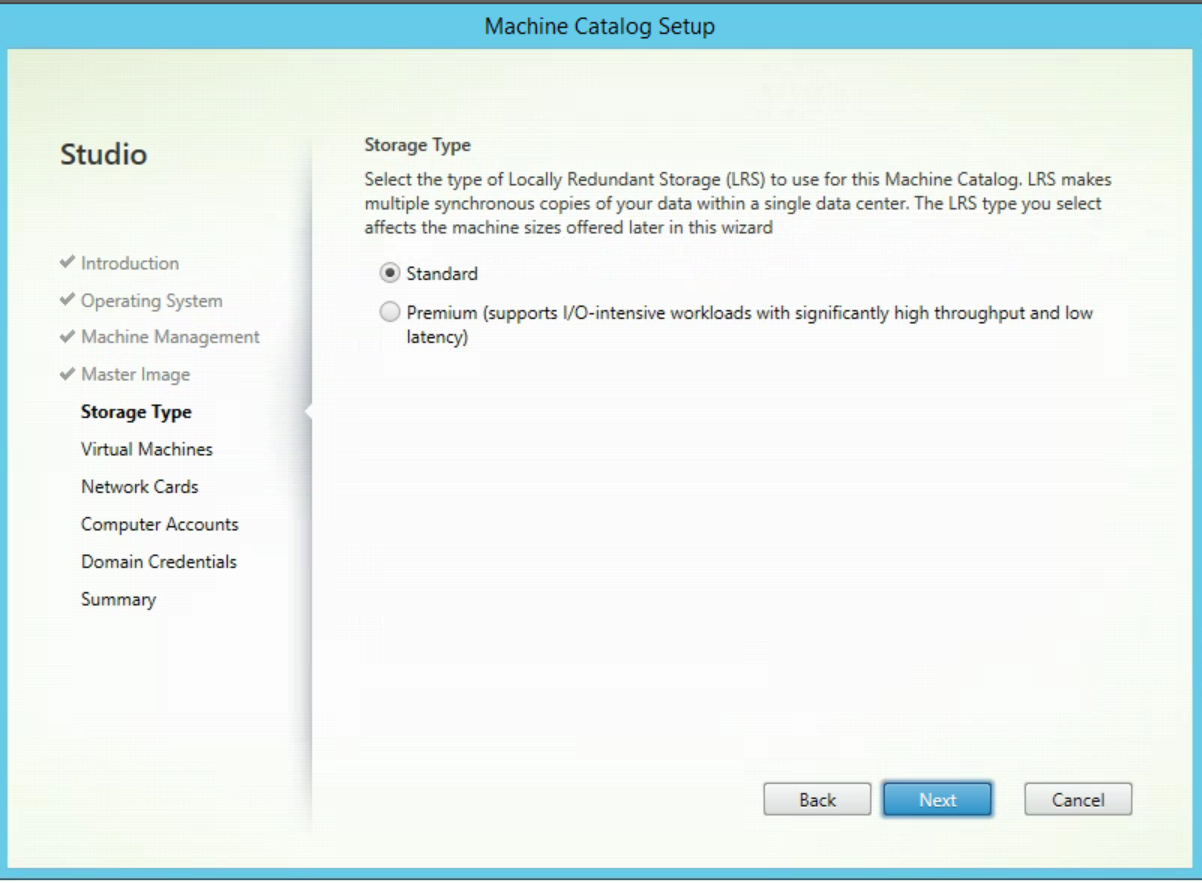 Machine Catalog Setup
Studio
Introduction
Operating System
Machine Management
Master Image
Storage Type
Virtual Machines
Network Cards
Computer Accounts
Domain Credentials
Summary
Storage Type
Select the type of Locally Redundant Storage (LRS) to use for this Machine Catalog. LRS makes
multiple synchronous copies of your data within a single data center. The LRS type you select
affects the machine sizes offered later in this wizard
Standard
Premium (supports I/O-intensive workloads with significantly high throughput and low
latency)
Back
Next
Cancel